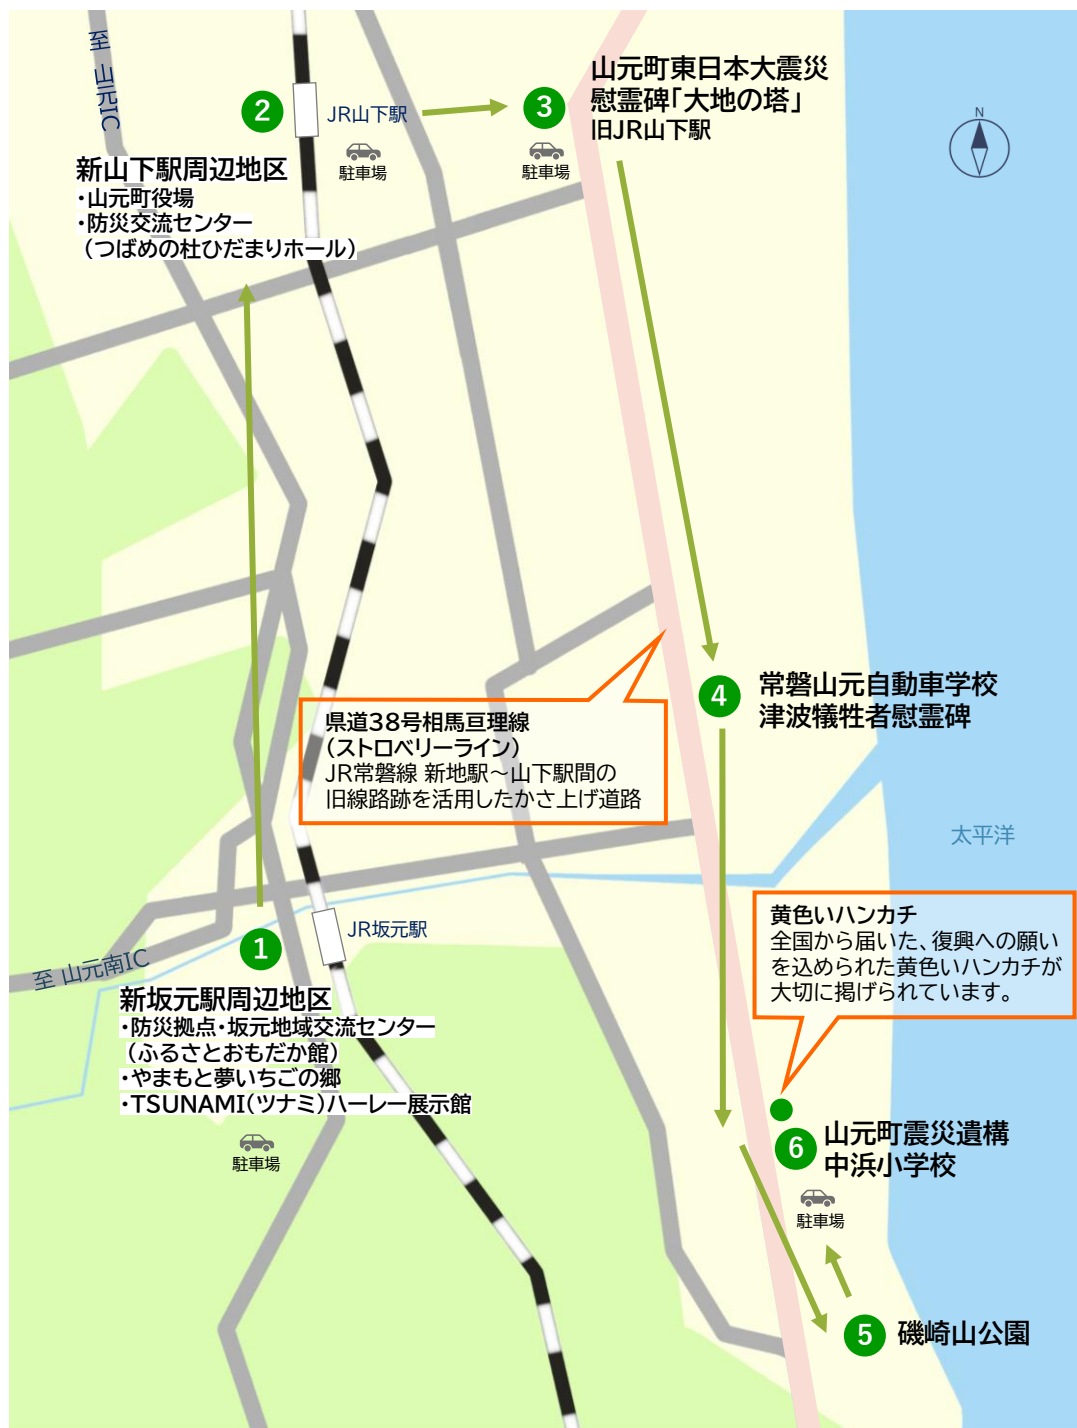 至 山元IC
2
JR山下駅
駐車場
3
駐車場
山元町東日本大震災
慰霊碑「大地の塔」
旧JR山下駅
N
新山下駅周辺地区
・山元町役場
・防災交流センター
（つばめの杜ひだまりホール）
4
常磐山元自動車学校
津波犠牲者慰霊碑
県道38号相馬亘理線
（ストロベリーライン）
JR常磐線 新地駅～山下駅間の
旧線路跡を活用したかさ上げ道路
太平洋
黄色いハンカチ
全国から届いた、復興への願い
を込められた黄色いハンカチが
大切に掲げられています。
1
JR坂元駅
至 山元南IC
新坂元駅周辺地区
・防災拠点・坂元地域交流センター
（ふるさとおもだか館）
・やまもと夢いちごの郷
・TSUNAMI（ツナミ）ハーレー展示館
駐車場
6
山元町震災遺構
中浜小学校
駐車場
5
磯崎山公園